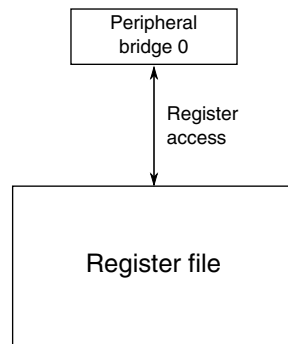 Peripheral
bridge 0
Register
access
Register file